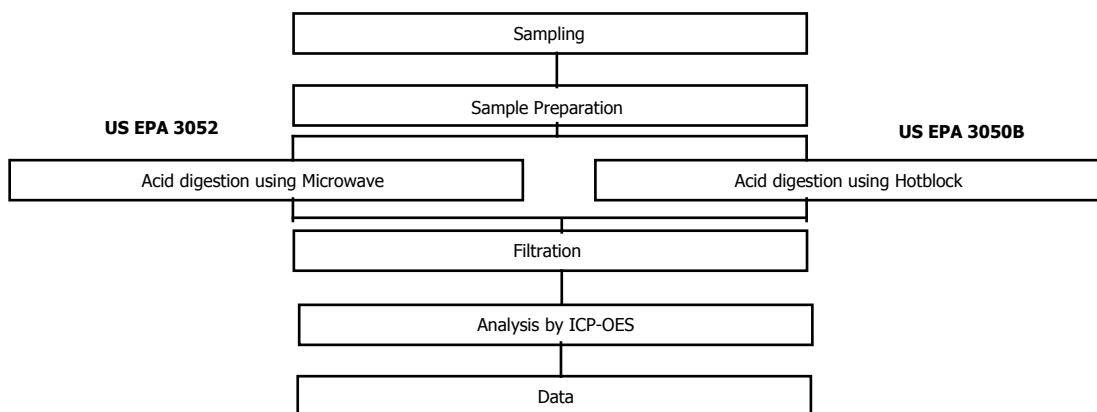 Sampling
Sample Preparation
US EPA 3052
US EPA 3050B
Acid digestion using Microwave
Acid digestion using Hotblock
Filtration
Analysis by ICP-OES
Data